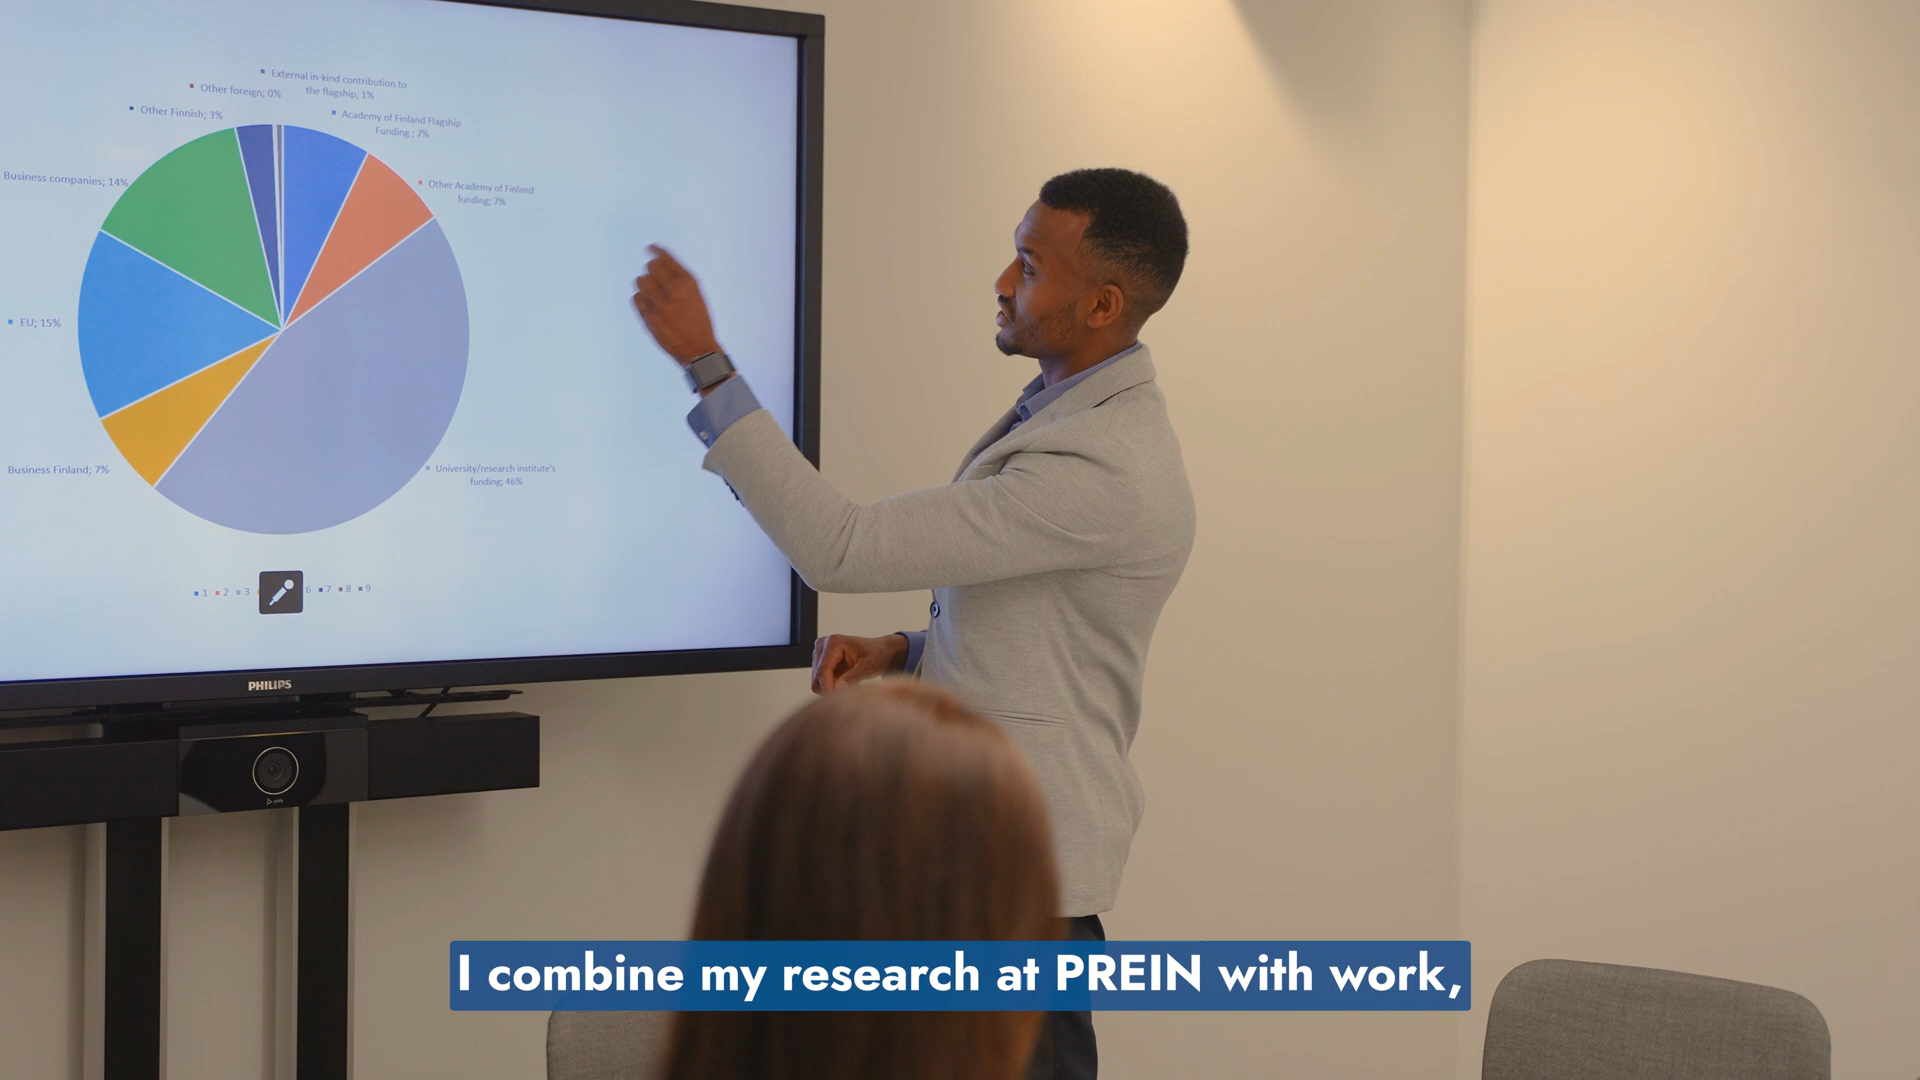 External in-kind contribution to
the flagship; 1%
Other foreign; 0%
Other Finnish; 3%
Academy of Finland Flagship
Funding ; 7%
Business companies; 14%
Other Academy of Finland
funding; 7%
EU; 15%
Business Finland; 7%
University/research institute's
funding; 46%
1 2 3 6 7 8 9
PHILIPS
poly
I combine my research at PREIN with work,